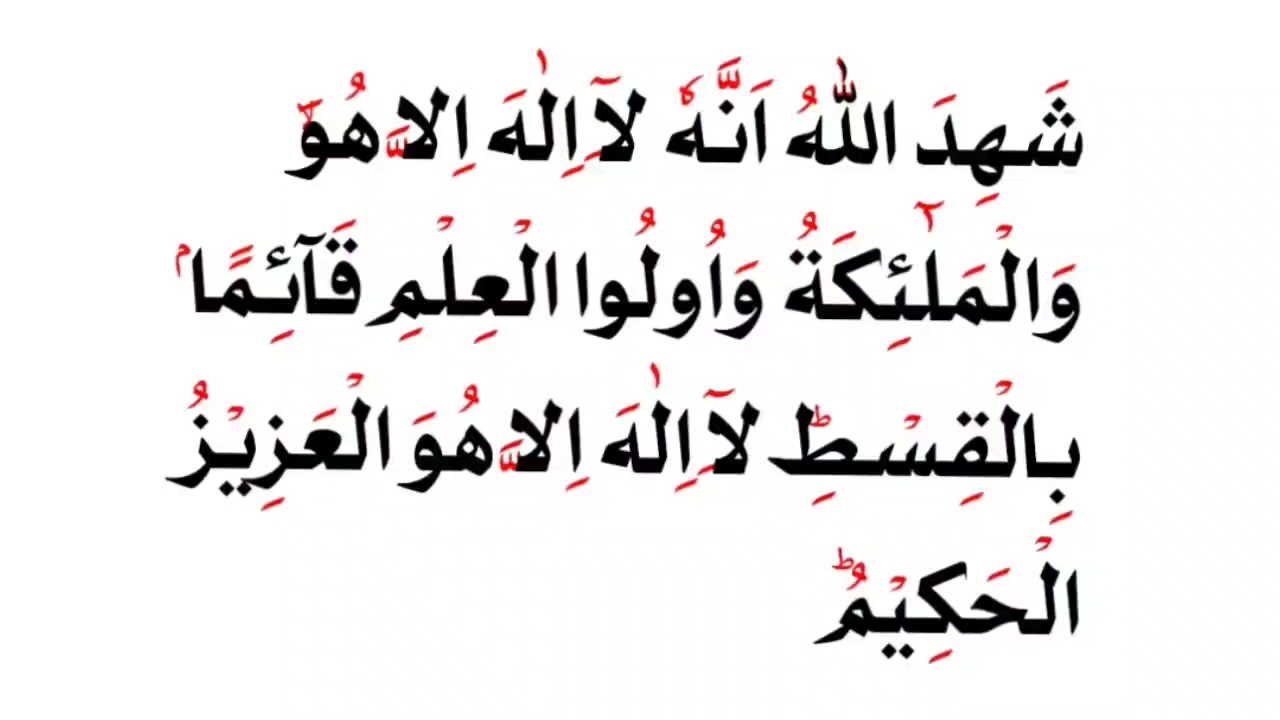 شَهِدَ اللّٰهُ اَنَّهٗ لَاۤ اِلٰهَ اِلَّا هُوَۙ
وَالْمَلٰٓئِكَةُ وَاُولُوا الْعِلْمِ قَآئِمًاۢ
بِالْقِسْطِؕ لَاۤ اِلٰهَ اِلَّا هُوَ الْعَزِيْزُ
الْحَكِيْمُؕ